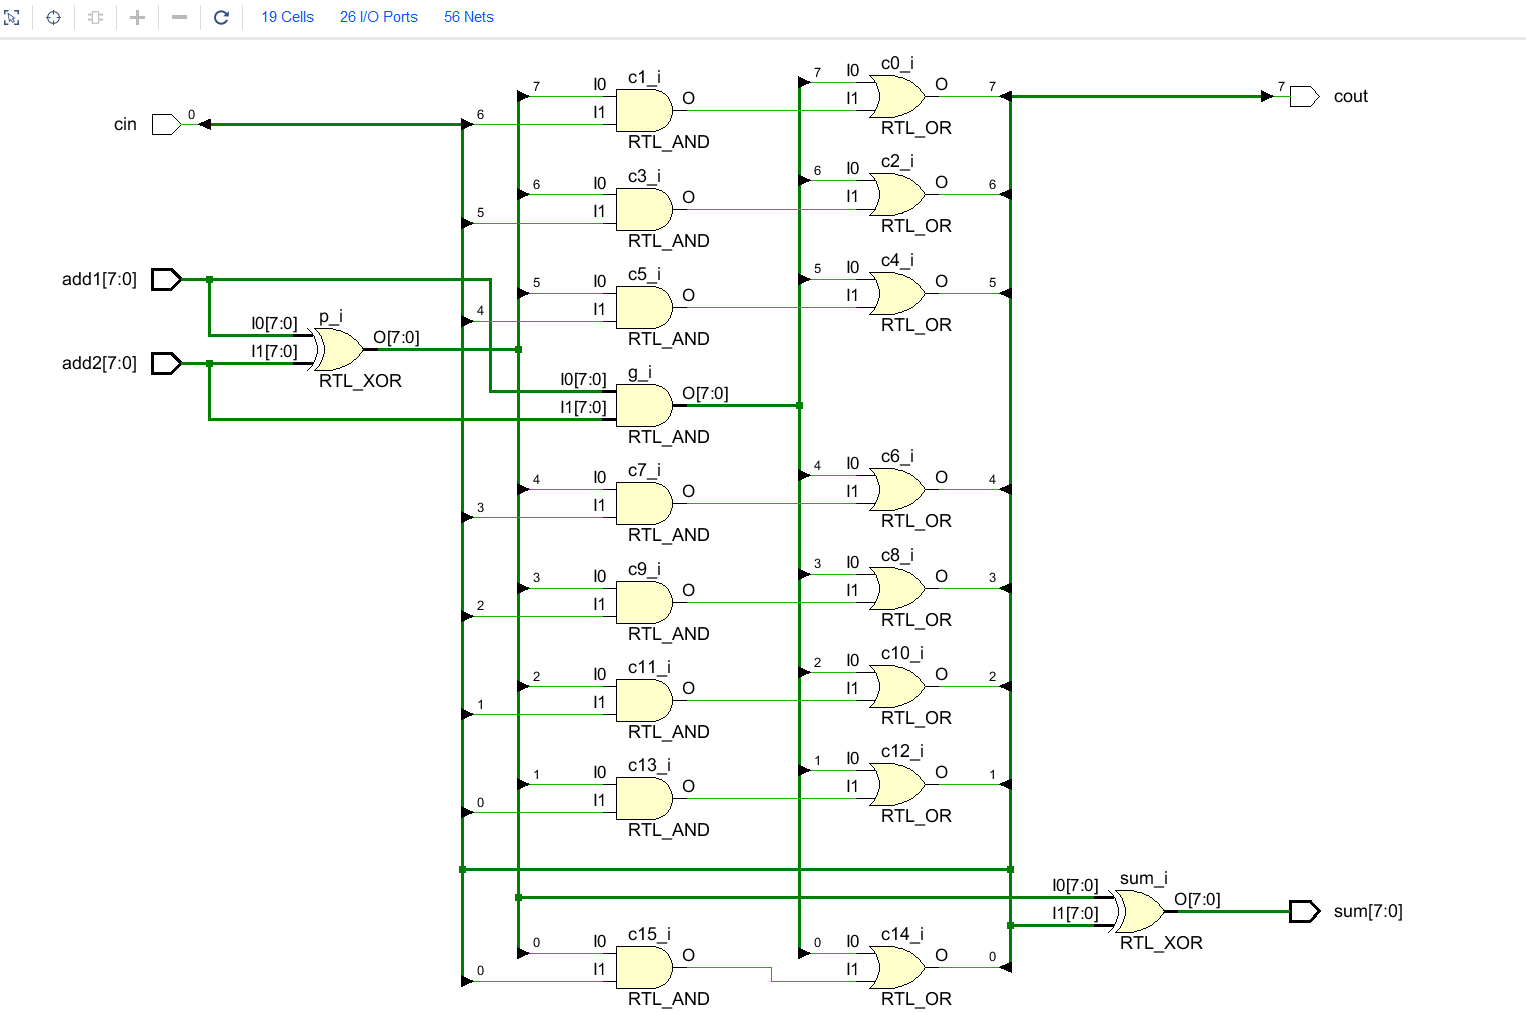 19 Cells 26 I/O Ports 56 Nets
c1_i c0_i
7 I0 O 7 I0 O 7 7 cout
cin 0 6 I1 I1
RTL_AND RTL_OR
c3_i c2_i
6 I0 O 6 I0 O 6
5 I1 I1
RTL_AND RTL_OR
c5_i c4_i
add1[7:0] 5 I0 O 5 I0 O 5
4 I1 I1
p_i RTL_AND RTL_OR
I0[7:0] O[7:0]
add2[7:0] I1[7:0]
RTL_XOR
g_i
I0[7:0] O[7:0]
I1[7:0]
RTL_AND
c7_i c6_i
4 I0 O 4 I0 O 4
3 I1 I1
RTL_AND RTL_OR
c9_i c8_i
3 I0 O 3 I0 O 3
2 I1 I1
RTL_AND RTL_OR
c11_i c10_i
2 I0 O 2 I0 O 2
1 I1 I1
RTL_AND RTL_OR
c13_i c12_i
1 I0 O 1 I0 O 1
0 I1 I1
RTL_AND RTL_OR
sum_i
I0[7:0] O[7:0] sum[7:0]
I1[7:0]
RTL_XOR
c15_i c14_i
0 I0 O 0 I0 O 0
0 I1 I1
RTL_AND RTL_OR